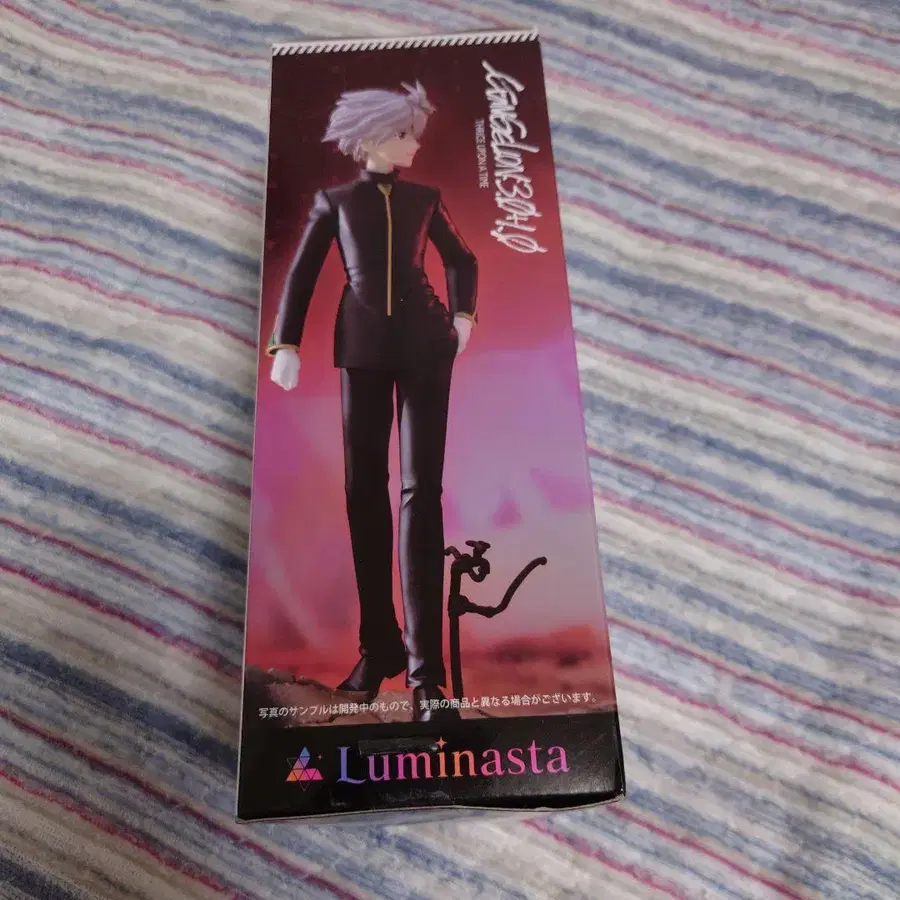 EVANGELION:3.0+1.0
THRICE UPON A TIME
写真のサンプルは開発中のもので、実際の商品と異なる場合がございます。
Luminasta